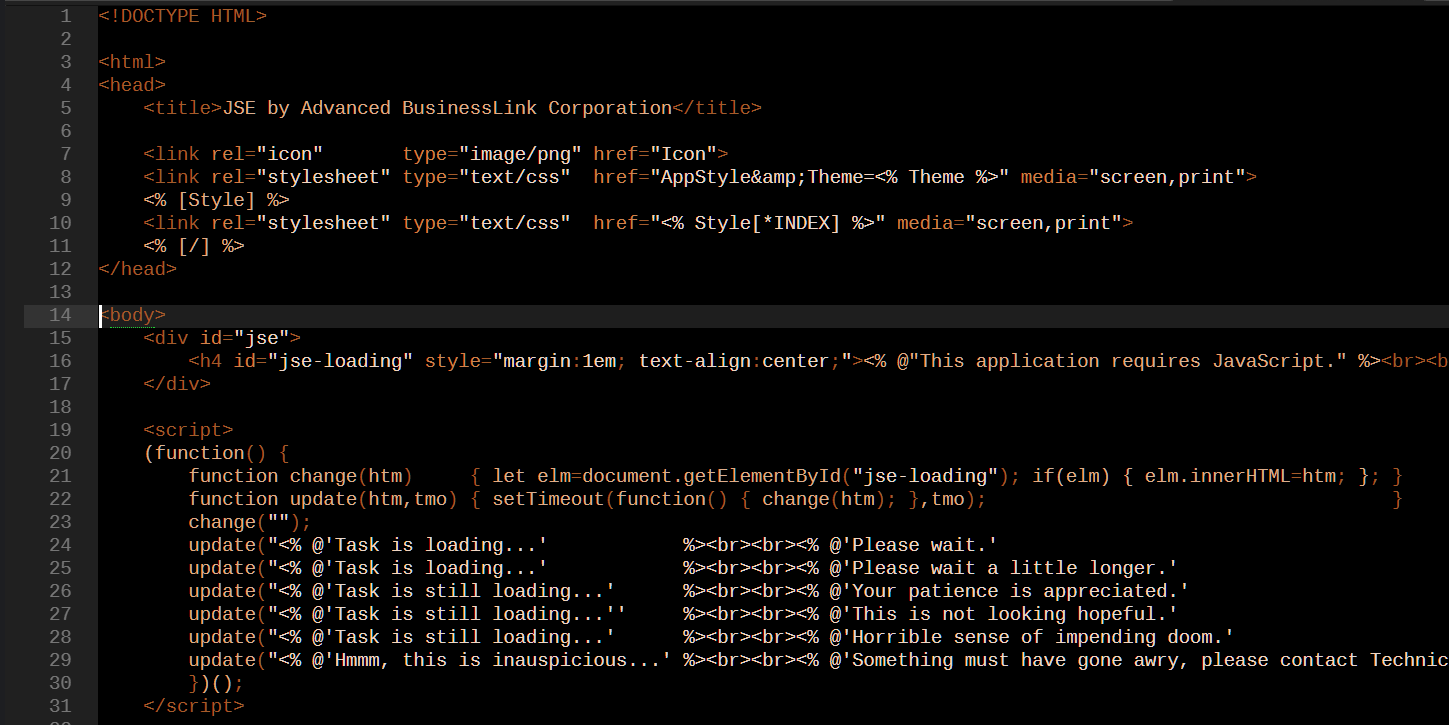 1 <!DOCTYPE HTML>
2
3 <html>
4 <head>
5     <title>JSE by Advanced BusinessLink Corporation</title>
6
7     <link rel="icon"       type="image/png" href="Icon">
8     <link rel="stylesheet" type="text/css"  href="AppStyle&amp;Theme=<% Theme %>" media="screen,print">
9     <% [Style] %>
10     <link rel="stylesheet" type="text/css"  href="<% Style[*INDEX] %>" media="screen,print">
11     <% [/] %>
12 </head>
13
14 <body>
15     <div id="jse">
16         <h4 id="jse-loading" style="margin:1em; text-align:center;"><% @"This application requires JavaScript." %><br><b
17     </div>
18
19     <script>
20     (function() {
21         function change(htm)     { let elm=document.getElementById("jse-loading"); if(elm) { elm.innerHTML=htm; }; }
22         function update(htm,tmo) { setTimeout(function() { change(htm); },tmo);                                    }
23         change("");
24         update("<% @'Task is loading...'            %><br><br><% @'Please wait.'
25         update("<% @'Task is loading...'            %><br><br><% @'Please wait a little longer.'
26         update("<% @'Task is still loading...'      %><br><br><% @'Your patience is appreciated.'
27         update("<% @'Task is still loading...''     %><br><br><% @'This is not looking hopeful.'
28         update("<% @'Task is still loading...'      %><br><br><% @'Horrible sense of impending doom.'
29         update("<% @'Hmmm, this is inauspicious...' %><br><br><% @'Something must have gone awry, please contact Technic
30         })();
31     </script>